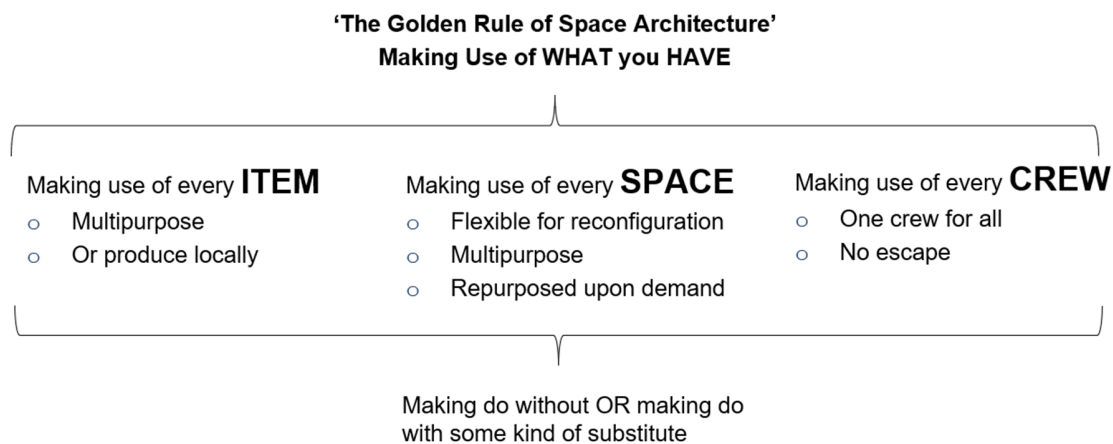 ‘The Golden Rule of Space Architecture’
Making Use of WHAT you HAVE
Making use of every ITEM
o Multipurpose
o Or produce locally
Making use of every SPACE
o Flexible for reconfiguration
o Multipurpose
o Repurposed upon demand
Making use of every CREW
o One crew for all
o No escape
Making do without OR making do
with some kind of substitute